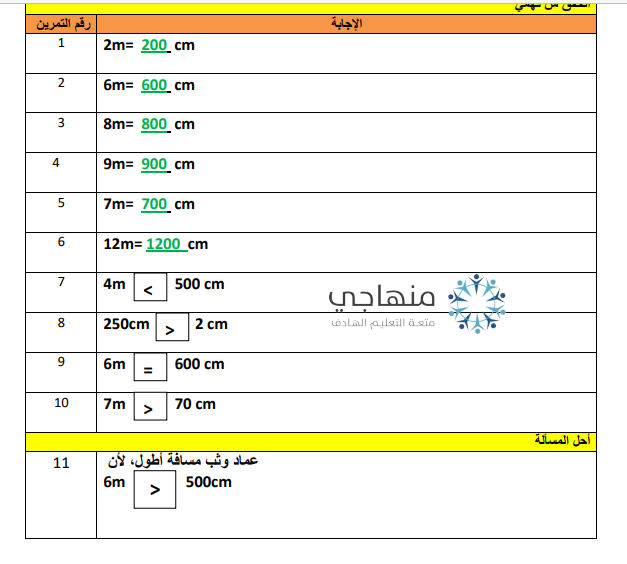 رقم التمرين الإجابة
1 2m= 200 cm
2 6m= 600 cm
3 8m= 800 cm
4 9m= 900 cm
5 7m= 700 cm
6 12m= 1200 cm
7 4m < 500 cm
منهاجي
متعة التعليم الهادف
8 250cm > 2 cm
9 6m = 600 cm
10 7m > 70 cm
أحل المسألة
11 عماد وثب مسافة أطول، لأن
6m > 500cm